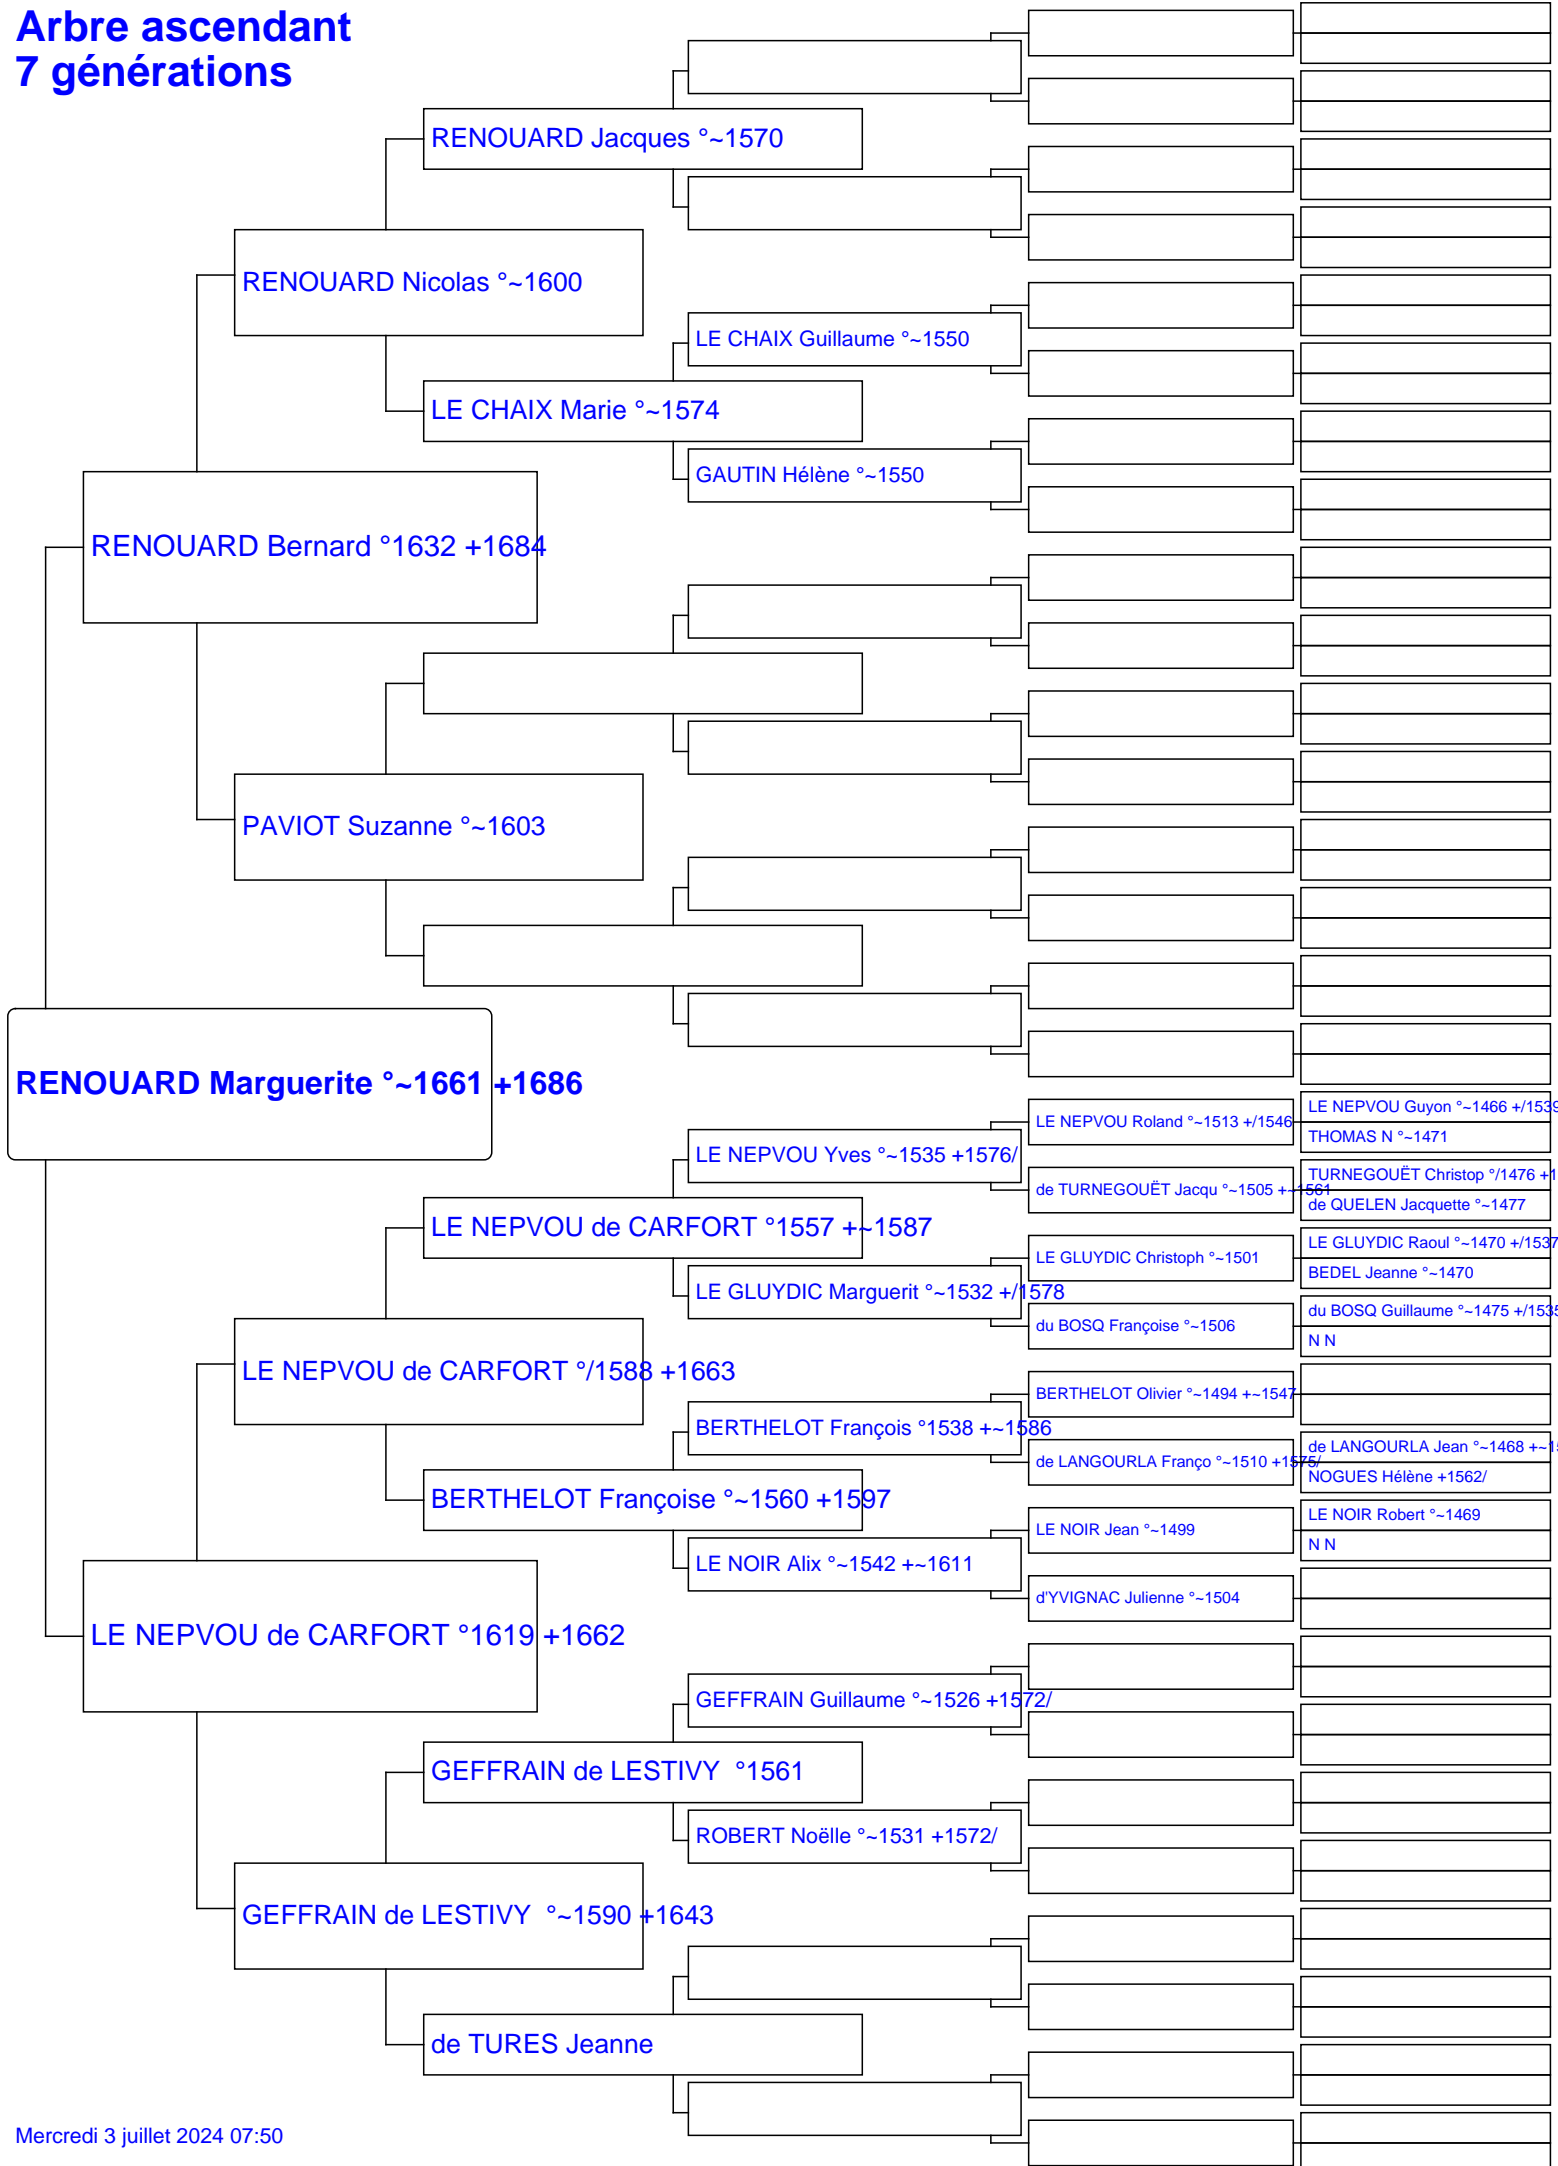 Arbre ascendant
7 générations
RENOUARD Jacques °~1570
RENOUARD Nicolas °~1600
LE CHAIX Guillaume °~1550
LE CHAIX Marie °~1574
GAUTIN Hélène °~1550
RENOUARD Bernard °1632 +1684
PAVIOT Suzanne °~1603
RENOUARD Marguerite °~1661 +1686
LE NEPVOU Guyon °~1466 +/1539
LE NEPVOU Roland °~1513 +/1546
THOMAS N °~1471
LE NEPVOU Yves °~1535 +1576/
TURNEGOUËT Christop °/1476 +1
de TURNEGOUËT Jacqu °~1505 +~1561
de QUELEN Jacquette °~1477
LE NEPVOU de CARFORT °1557 +~1587
LE GLUYDIC Raoul °~1470 +/1537
LE GLUYDIC Christoph °~1501
BEDEL Jeanne °~1470
LE GLUYDIC Marguerit °~1532 +/1578
du BOSQ Guillaume °~1475 +/1535
du BOSQ Françoise °~1506
N N
LE NEPVOU de CARFORT °/1588 +1663
BERTHELOT Olivier °~1494 +~1547
BERTHELOT François °1538 +~1586
de LANGOURLA Jean °~1468 +~15
de LANGOURLA Franço °~1510 +1575/
NOGUES Hélène +1562/
BERTHELOT Françoise °~1560 +1597
LE NOIR Robert °~1469
LE NOIR Jean °~1499
N N
LE NOIR Alix °~1542 +~1611
d'YVIGNAC Julienne °~1504
LE NEPVOU de CARFORT °1619 +1662
GEFFRAIN Guillaume °~1526 +1572/
GEFFRAIN de LESTIVY °1561
ROBERT Noëlle °~1531 +1572/
GEFFRAIN de LESTIVY °~1590 +1643
de TURES Jeanne
Mercredi 3 juillet 2024 07:50